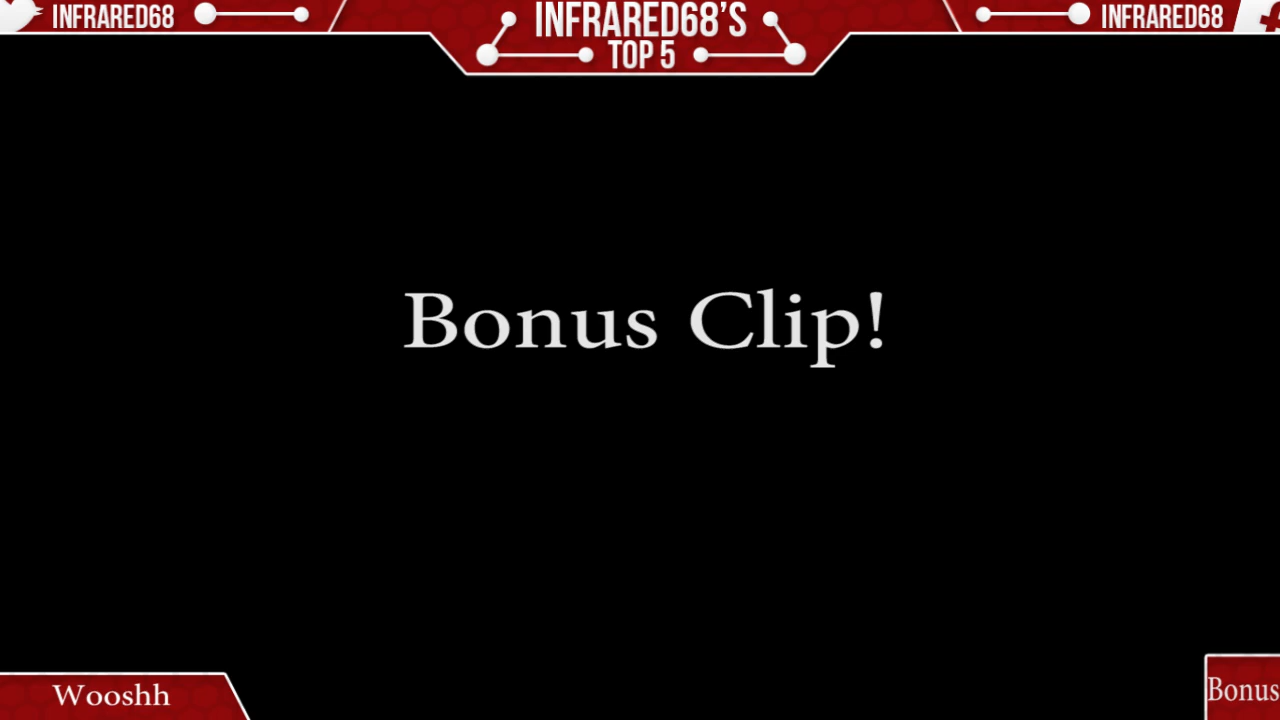 INFRARED68
INFRARED68'S
TOP 5
INFRARED68
Bonus Clip!
Wooshh
Bonus